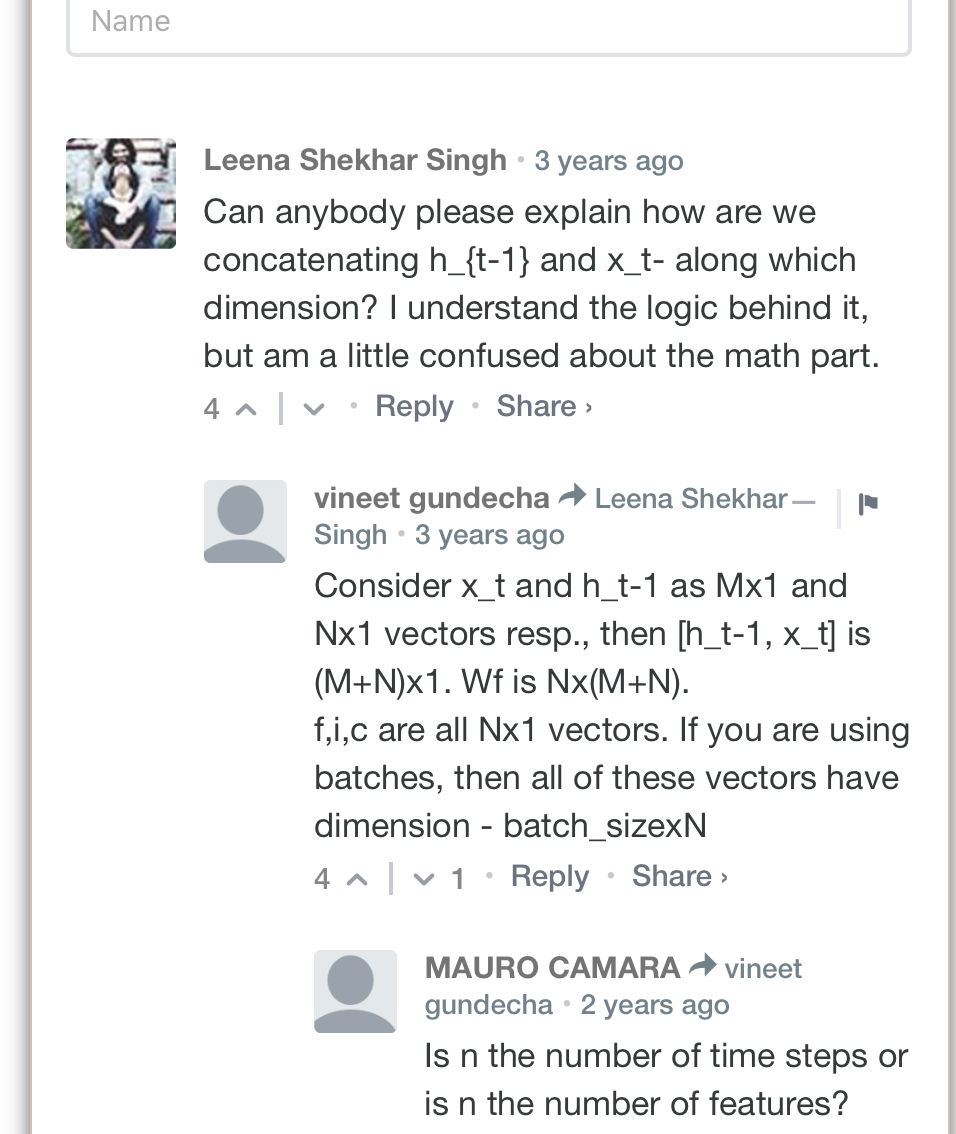 Name
Leena Shekhar Singh • 3 years ago
Can anybody please explain how are we
concatenating h_{t-1} and x_t- along which
dimension? I understand the logic behind it,
but am a little confused about the math part.
4 | • Reply • Share ›
vineet gundecha Leena Shekhar —
Singh • 3 years ago
Consider x_t and h_t-1 as Mx1 and
Nx1 vectors resp., then [h_t-1, x_t] is
(M+N)x1. Wf is Nx(M+N).
f,i,c are all Nx1 vectors. If you are using
batches, then all of these vectors have
dimension - batch_sizexN
4 | 1 • Reply • Share ›
MAURO CAMARA vineet
gundecha • 2 years ago
Is n the number of time steps or
is n the number of features?